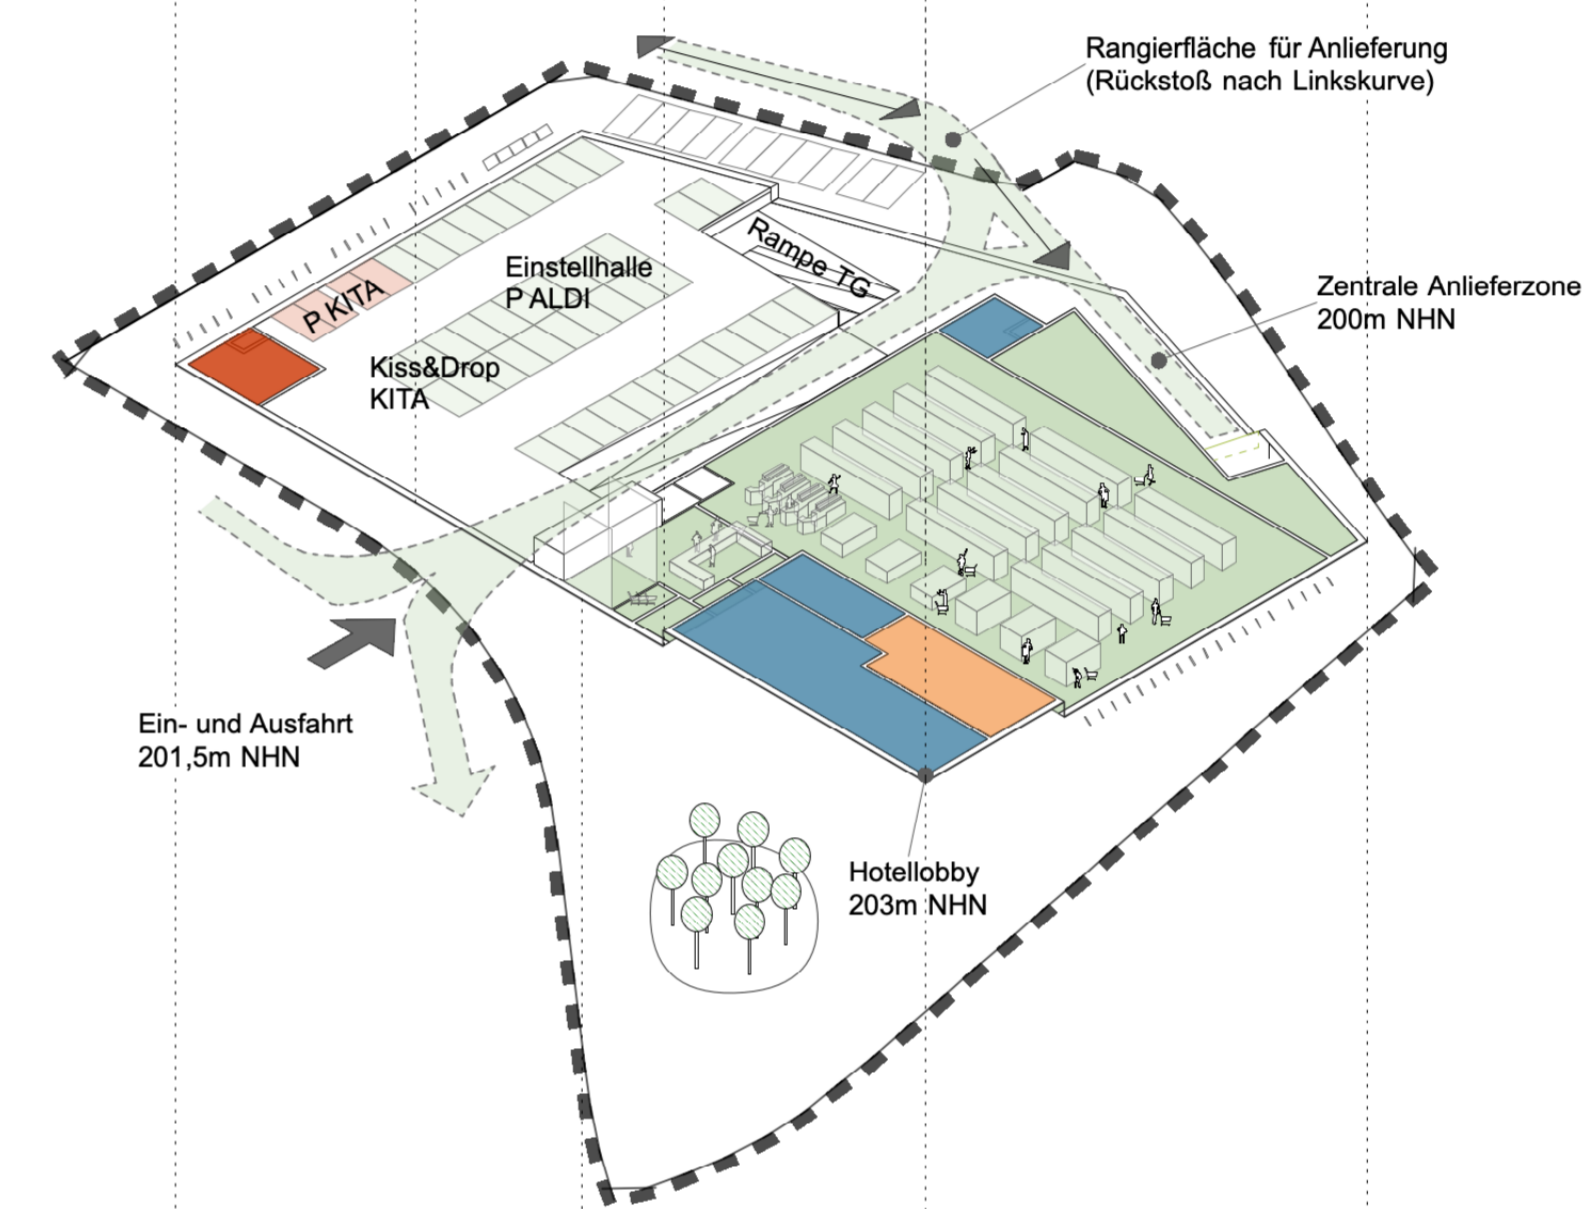 Rangierfläche für Anlieferung
(Rückstoß nach Linkskurve)
Rampe TG
Einstellhalle
P ALDI
P KITA
Zentrale Anlieferzone
200m NHN
Kiss&Drop
KITA
Ein- und Ausfahrt
201,5m NHN
Hotellobby
203m NHN